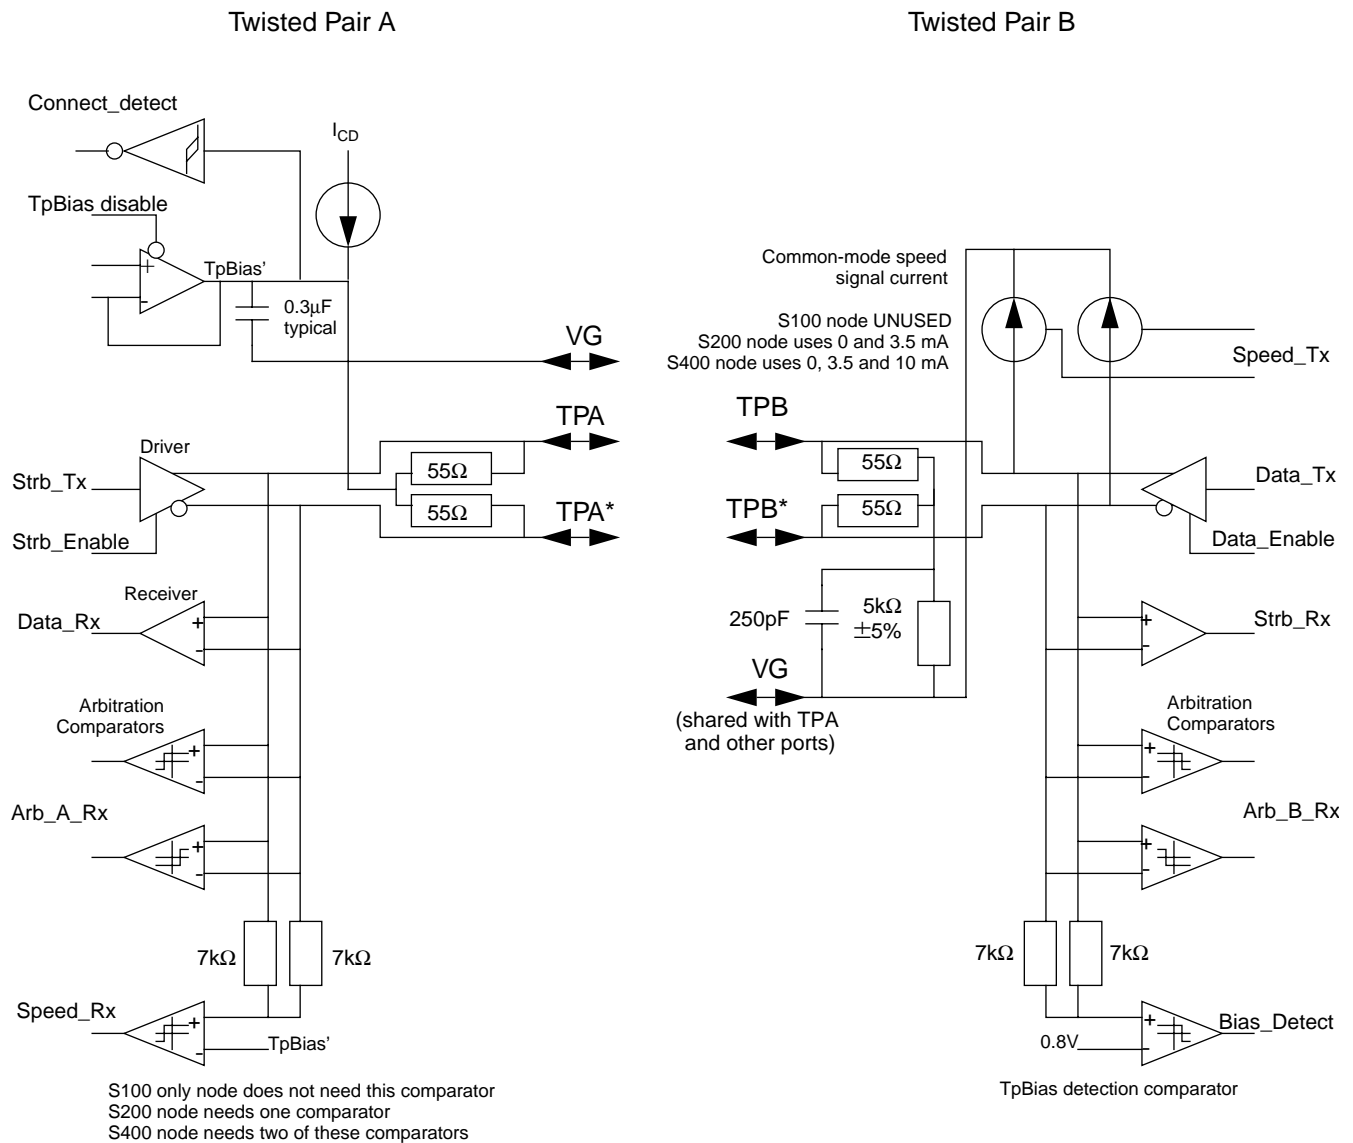 Twisted Pair A
Twisted Pair B
Connect_detect
I_CD
TpBias disable
+
-
TpBias'
0.3μF
typical
VG
TPA
Driver
Strb_Tx
55Ω
55Ω
TPA*
Strb_Enable
Receiver
Data_Rx
+
-
Arbitration
Comparators
+
-
Arb_A_Rx
+
-
7kΩ
7kΩ
Speed_Rx
+
-
TpBias'
S100 only node does not need this comparator
S200 node needs one comparator
S400 node needs two of these comparators
Common-mode speed
signal current
S100 node UNUSED
S200 node uses 0 and 3.5 mA
S400 node uses 0, 3.5 and 10 mA
Speed_Tx
TPB
55Ω
55Ω
TPB*
Data_Tx
Data_Enable
250pF
5kΩ
±5%
VG
(shared with TPA
and other ports)
+
-
Strb_Rx
Arbitration
Comparators
+
-
Arb_B_Rx
+
-
7kΩ
7kΩ
+
-
0.8V
Bias_Detect
TpBias detection comparator